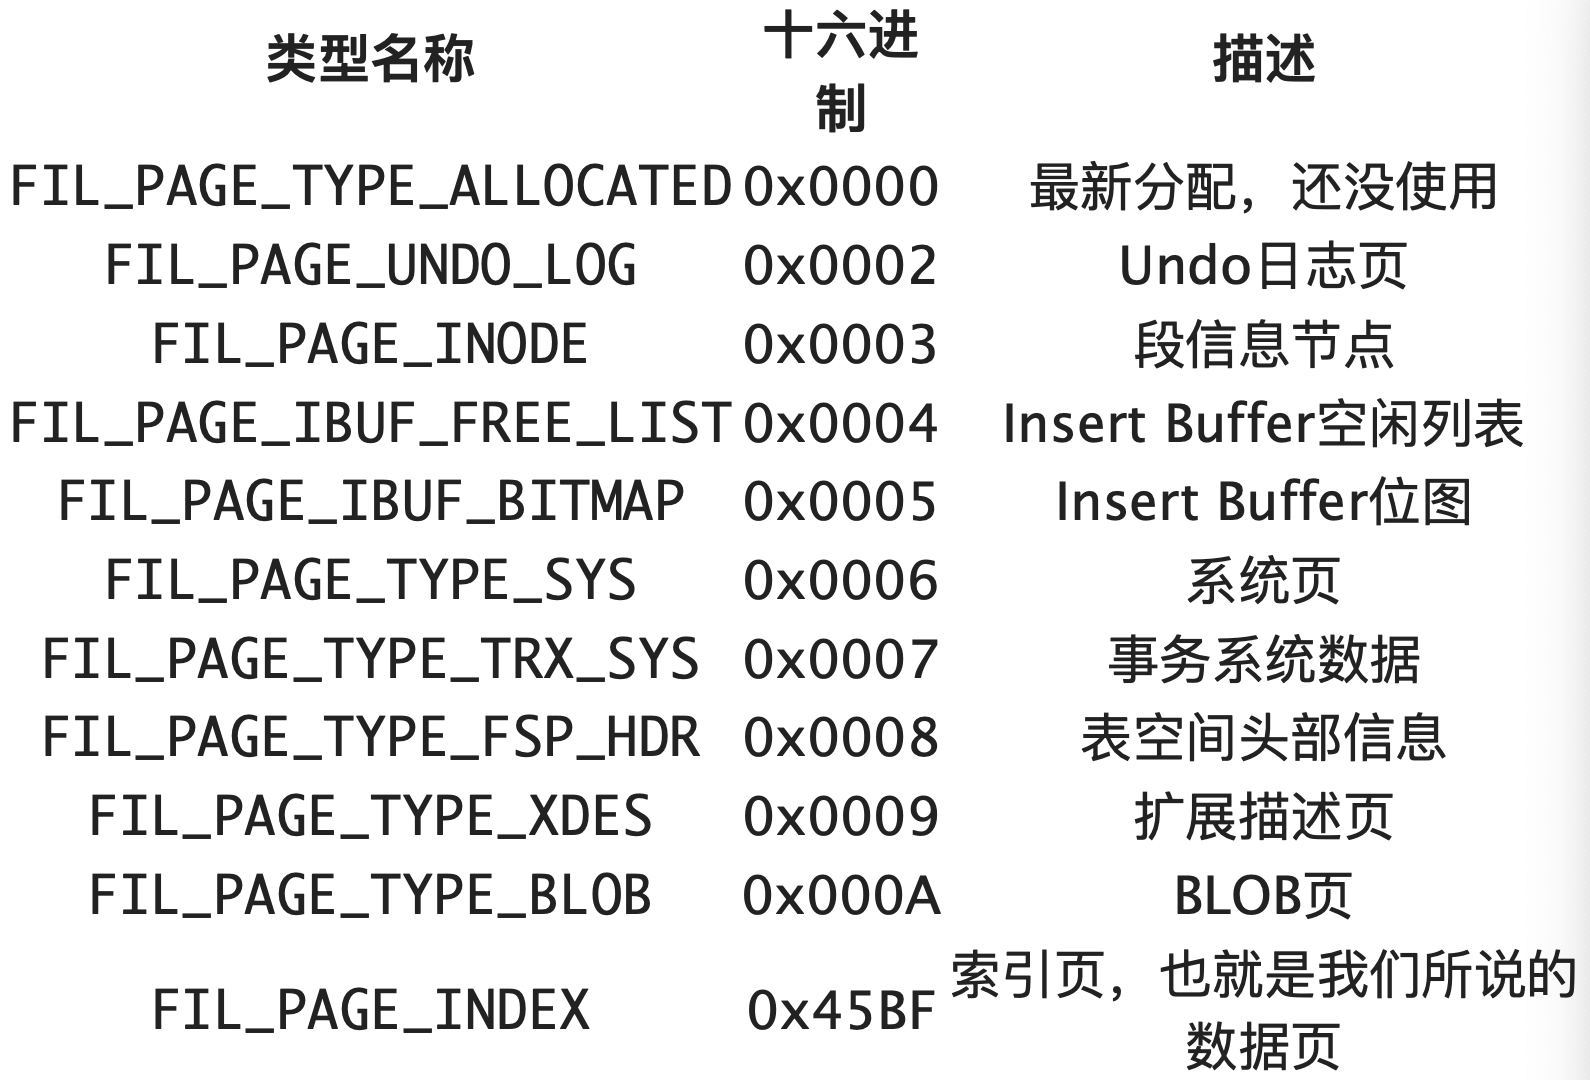 类型名称 十六进制 描述
FIL_PAGE_TYPE_ALLOCATED 0x0000 最新分配，还没使用
FIL_PAGE_UNDO_LOG 0x0002 Undo日志页
FIL_PAGE_INODE 0x0003 段信息节点
FIL_PAGE_IBUF_FREE_LIST 0x0004 Insert Buffer空闲列表
FIL_PAGE_IBUF_BITMAP 0x0005 Insert Buffer位图
FIL_PAGE_TYPE_SYS 0x0006 系统页
FIL_PAGE_TYPE_TRX_SYS 0x0007 事务系统数据
FIL_PAGE_TYPE_FSP_HDR 0x0008 表空间头部信息
FIL_PAGE_TYPE_XDES 0x0009 扩展描述页
FIL_PAGE_TYPE_BLOB 0x000A BLOB页
FIL_PAGE_INDEX 0x45BF 索引页，也就是我们所说的
数据页